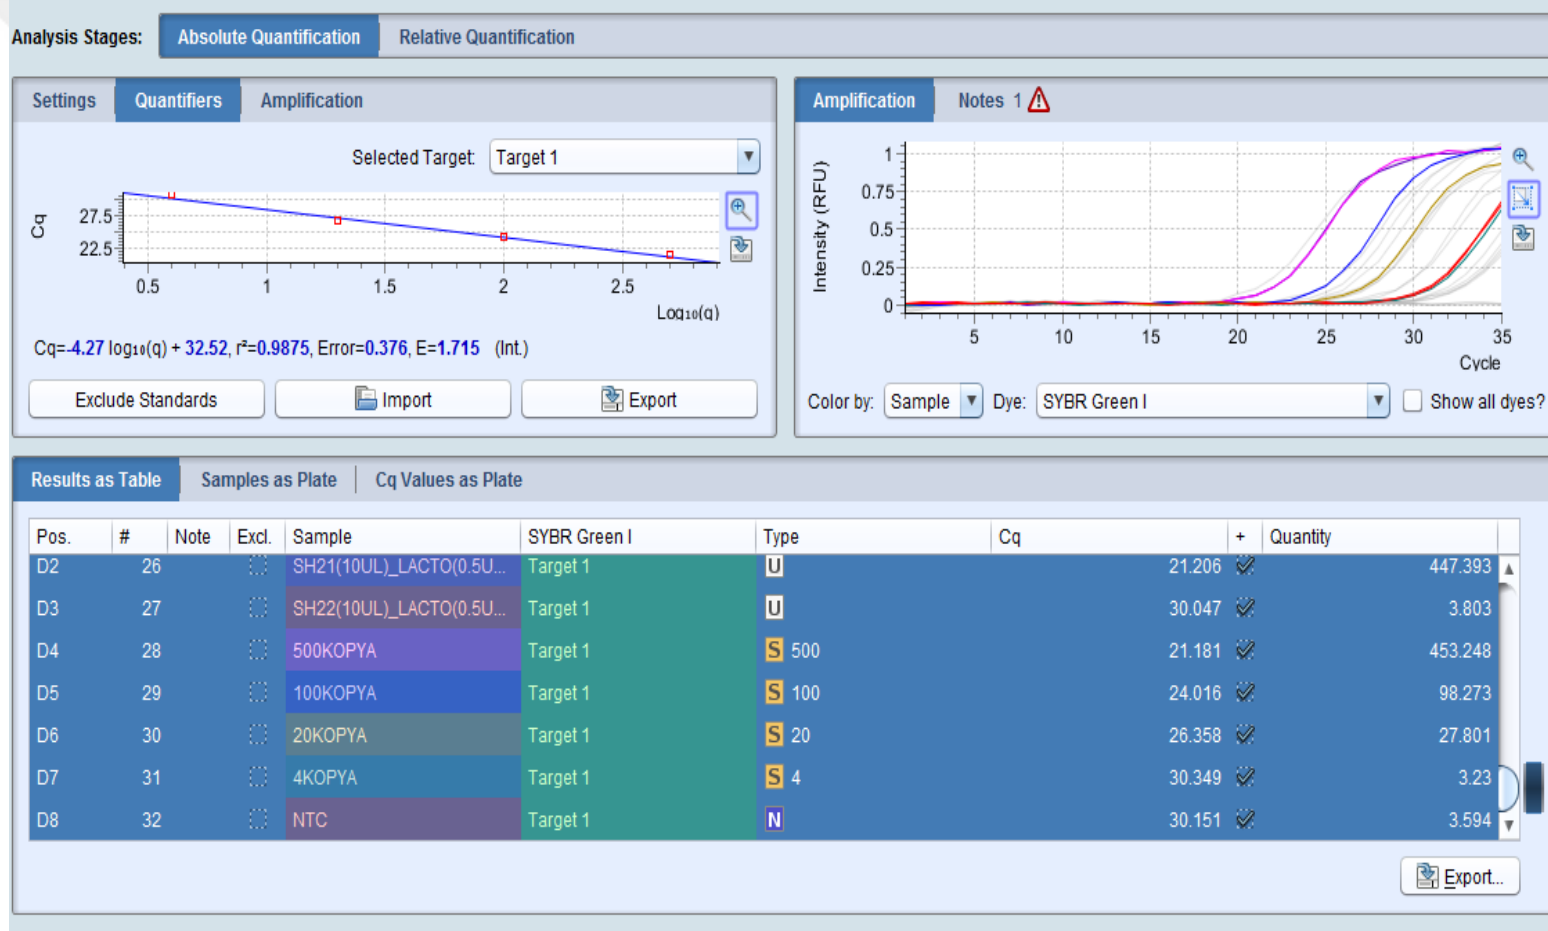 Analysis Stages: Absolute Quantification Relative Quantification
Settings Quantifiers Amplification
Selected Target: Target 1
Cq
27.5
22.5
0.5 1 1.5 2 2.5
Log₁₀(q)
Cq=-4.27 log₁₀(q) + 32.52, r²=0.9875, Error=0.376, E=1.715 (Int.)
Exclude Standards Import Export
Amplification Notes 1
Intensity (RFU)
1
0.75
0.5
0.25
0
5 10 15 20 25 30 35
Cycle
Color by: Sample Dye: SYBR Green I Show all dyes?
Results as Table Samples as Plate Cq Values as Plate
Pos. # Note Excl. Sample SYBR Green I Type Cq + Quantity
D2 26 SH21(10UL)_LACTO(0.5U... Target 1 U 21.206 447.393
D3 27 SH22(10UL)_LACTO(0.5U... Target 1 U 30.047 3.803
D4 28 500KOPYA Target 1 S 500 21.181 453.248
D5 29 100KOPYA Target 1 S 100 24.016 98.273
D6 30 20KOPYA Target 1 S 20 26.358 27.801
D7 31 4KOPYA Target 1 S 4 30.349 3.23
D8 32 NTC Target 1 N 30.151 3.594
Export...